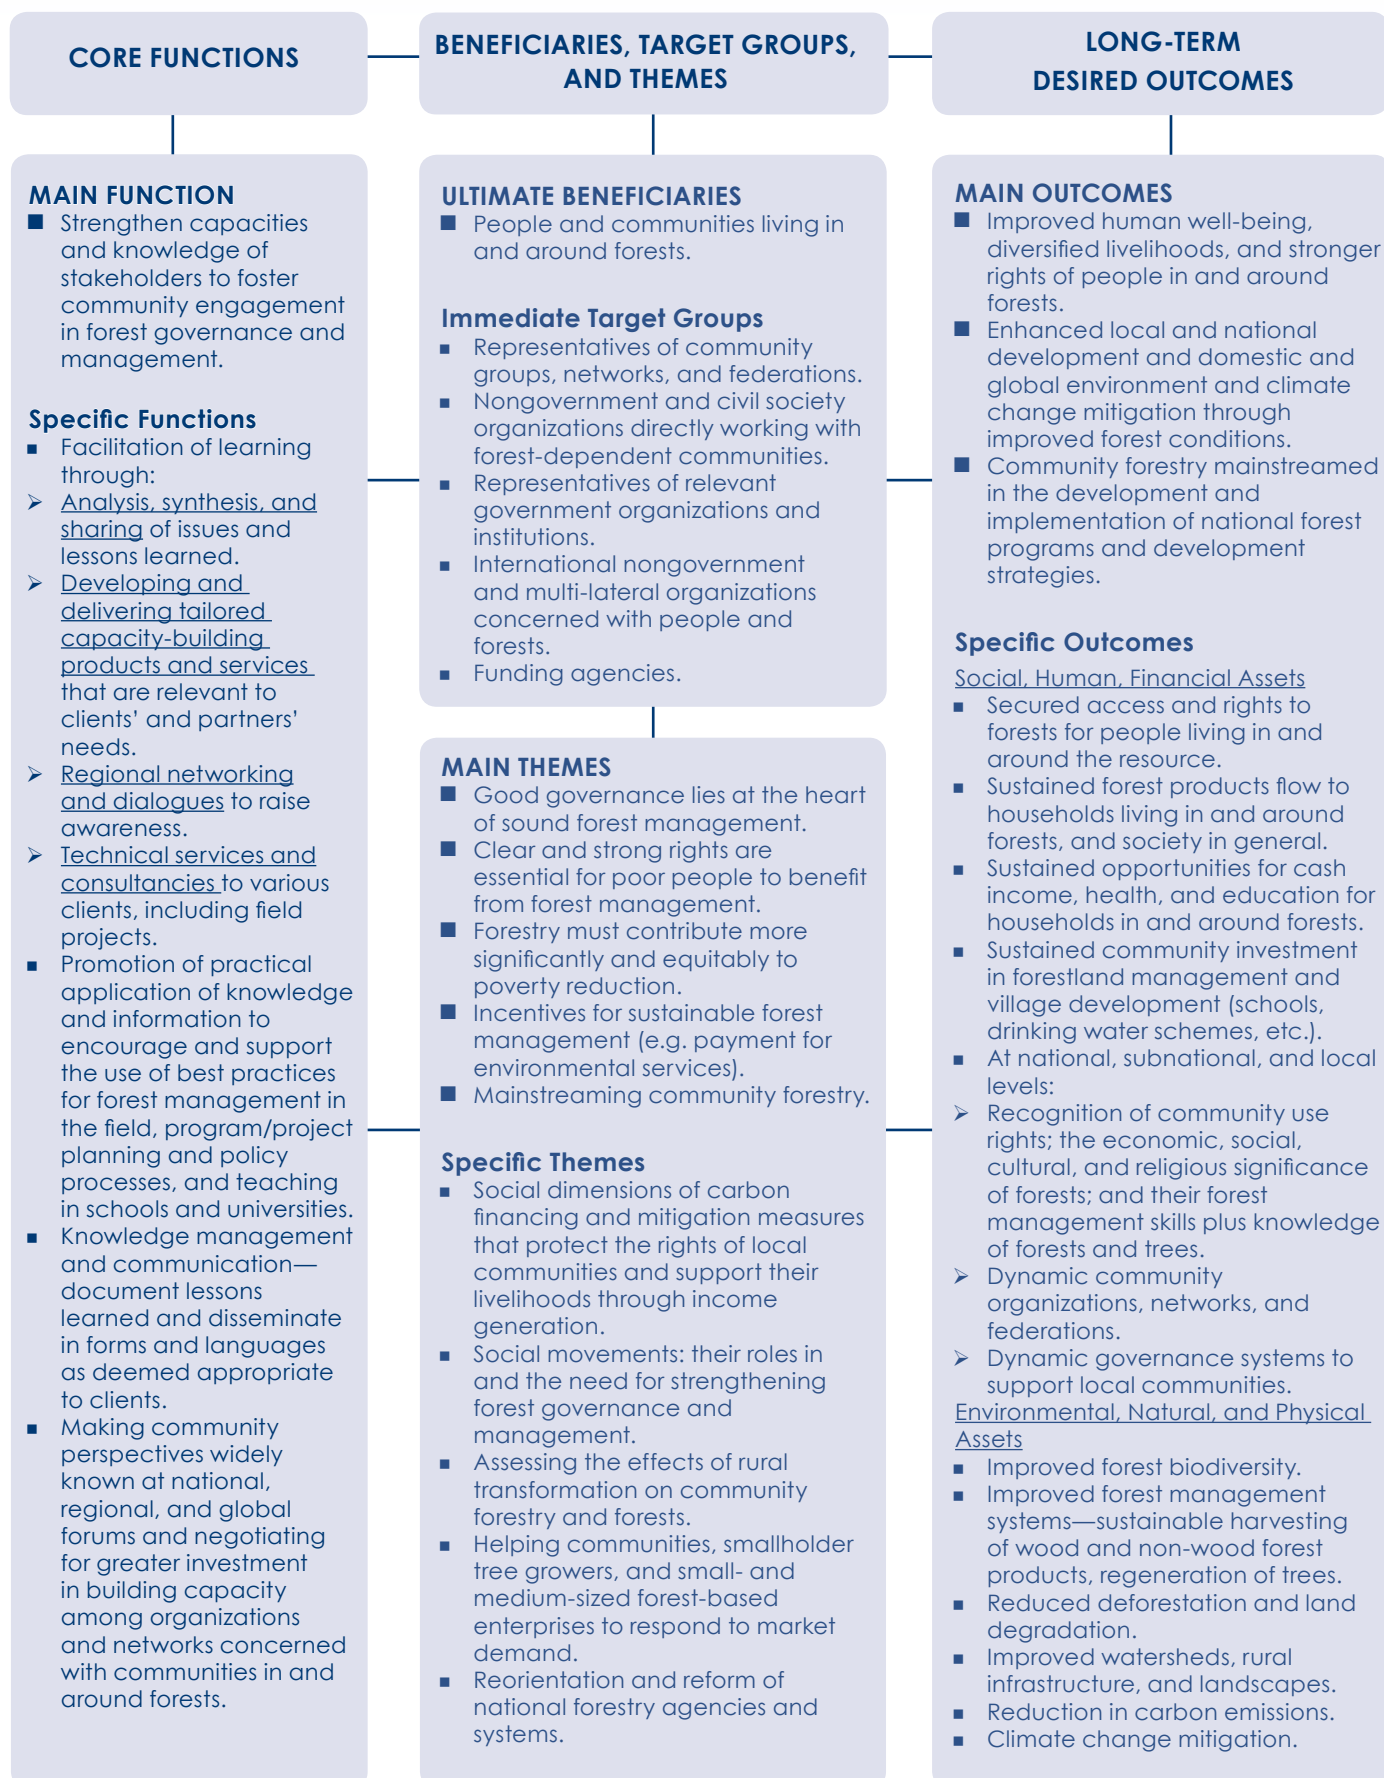 CORE FUNCTIONS
BENEFICIARIES, TARGET GROUPS,
AND THEMES
LONG-TERM
DESIRED OUTCOMES
MAIN FUNCTION
■ Strengthen capacities
and knowledge of
stakeholders to foster
community engagement
in forest governance and
management.
Specific Functions
▪ Facilitation of learning
through:
➢ Analysis, synthesis, and
sharing of issues and
lessons learned.
➢ Developing and
delivering tailored
capacity-building
products and services
that are relevant to
clients’ and partners’
needs.
➢ Regional networking
and dialogues to raise
awareness.
➢ Technical services and
consultancies to various
clients, including field
projects.
▪ Promotion of practical
application of knowledge
and information to
encourage and support
the use of best practices
for forest management in
the field, program/project
planning and policy
processes, and teaching
in schools and universities.
▪ Knowledge management
and communication—
document lessons
learned and disseminate
in forms and languages
as deemed appropriate
to clients.
▪ Making community
perspectives widely
known at national,
regional, and global
forums and negotiating
for greater investment
in building capacity
among organizations
and networks concerned
with communities in and
around forests.
ULTIMATE BENEFICIARIES
■ People and communities living in
and around forests.
Immediate Target Groups
▪ Representatives of community
groups, networks, and federations.
▪ Nongovernment and civil society
organizations directly working with
forest-dependent communities.
▪ Representatives of relevant
government organizations and
institutions.
▪ International nongovernment
and multi-lateral organizations
concerned with people and
forests.
▪ Funding agencies.
MAIN THEMES
■ Good governance lies at the heart
of sound forest management.
■ Clear and strong rights are
essential for poor people to benefit
from forest management.
■ Forestry must contribute more
significantly and equitably to
poverty reduction.
■ Incentives for sustainable forest
management (e.g. payment for
environmental services).
■ Mainstreaming community forestry.
Specific Themes
▪ Social dimensions of carbon
financing and mitigation measures
that protect the rights of local
communities and support their
livelihoods through income
generation.
▪ Social movements: their roles in
and the need for strengthening
forest governance and
management.
▪ Assessing the effects of rural
transformation on community
forestry and forests.
▪ Helping communities, smallholder
tree growers, and small- and
medium-sized forest-based
enterprises to respond to market
demand.
▪ Reorientation and reform of
national forestry agencies and
systems.
MAIN OUTCOMES
■ Improved human well-being,
diversified livelihoods, and stronger
rights of people in and around
forests.
■ Enhanced local and national
development and domestic and
global environment and climate
change mitigation through
improved forest conditions.
■ Community forestry mainstreamed
in the development and
implementation of national forest
programs and development
strategies.
Specific Outcomes
Social, Human, Financial Assets
▪ Secured access and rights to
forests for people living in and
around the resource.
▪ Sustained forest products flow to
households living in and around
forests, and society in general.
▪ Sustained opportunities for cash
income, health, and education for
households in and around forests.
▪ Sustained community investment
in forestland management and
village development (schools,
drinking water schemes, etc.).
▪ At national, subnational, and local
levels:
➢ Recognition of community use
rights; the economic, social,
cultural, and religious significance
of forests; and their forest
management skills plus knowledge
of forests and trees.
➢ Dynamic community
organizations, networks, and
federations.
➢ Dynamic governance systems to
support local communities.
Environmental, Natural, and Physical
Assets
▪ Improved forest biodiversity.
▪ Improved forest management
systems—sustainable harvesting
of wood and non-wood forest
products, regeneration of trees.
▪ Reduced deforestation and land
degradation.
▪ Improved watersheds, rural
infrastructure, and landscapes.
▪ Reduction in carbon emissions.
▪ Climate change mitigation.